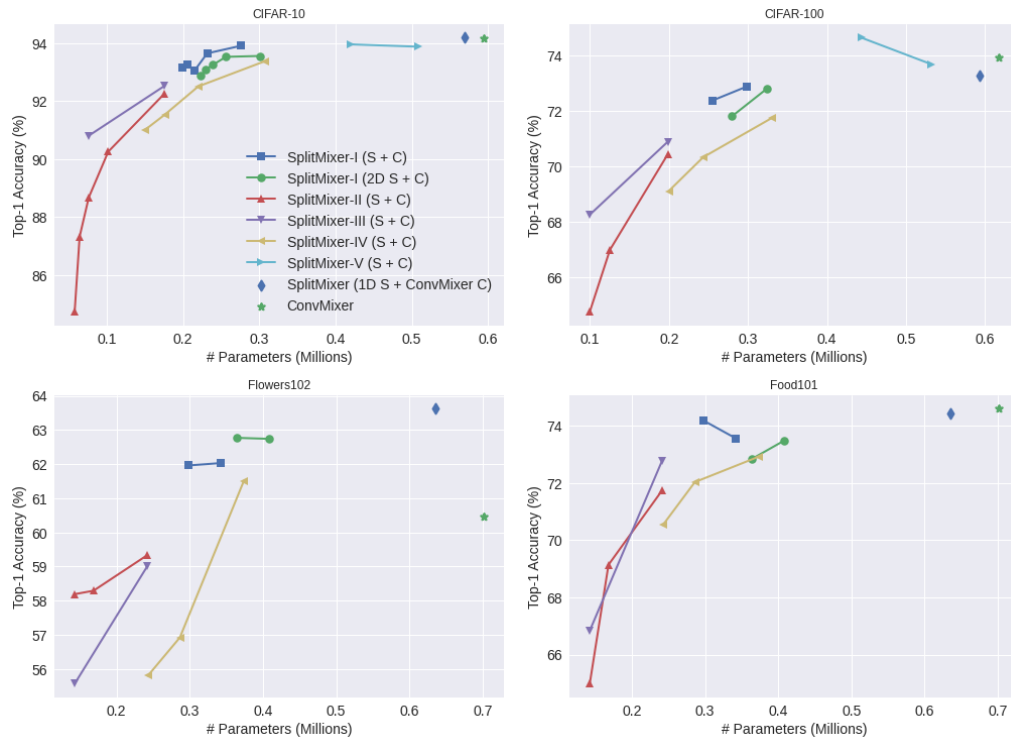 CIFAR-10
94
92
90
88
86
Top-1 Accuracy (%)
0.1 0.2 0.3 0.4 0.5 0.6
# Parameters (Millions)
SplitMixer-I (S + C)
SplitMixer-I (2D S + C)
SplitMixer-II (S + C)
SplitMixer-III (S + C)
SplitMixer-IV (S + C)
SplitMixer-V (S + C)
SplitMixer (1D S + ConvMixer C)
ConvMixer
CIFAR-100
74
72
70
68
66
Top-1 Accuracy (%)
0.1 0.2 0.3 0.4 0.5 0.6
# Parameters (Millions)
Flowers102
64
63
62
61
60
59
58
57
56
Top-1 Accuracy (%)
0.2 0.3 0.4 0.5 0.6 0.7
# Parameters (Millions)
Food101
74
72
70
68
66
Top-1 Accuracy (%)
0.2 0.3 0.4 0.5 0.6 0.7
# Parameters (Millions)